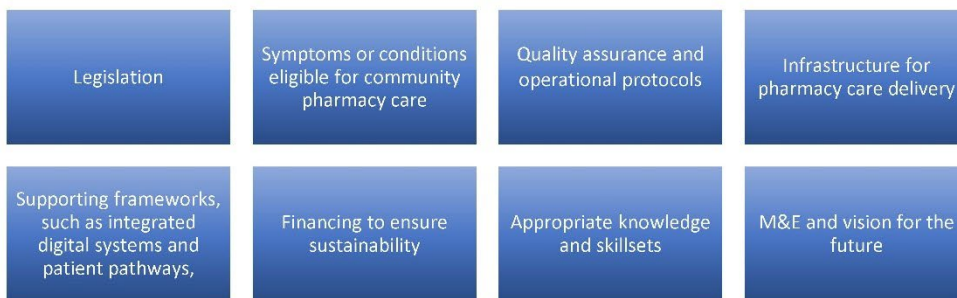 Legislation
Symptoms or conditions
eligible for community
pharmacy care
Quality assurance and
operational protocols
Infrastructure for
pharmacy care delivery
Supporting frameworks,
such as integrated
digital systems and
patient pathways,
Financing to ensure
sustainability
Appropriate knowledge
and skillsets
M&E and vision for the
future